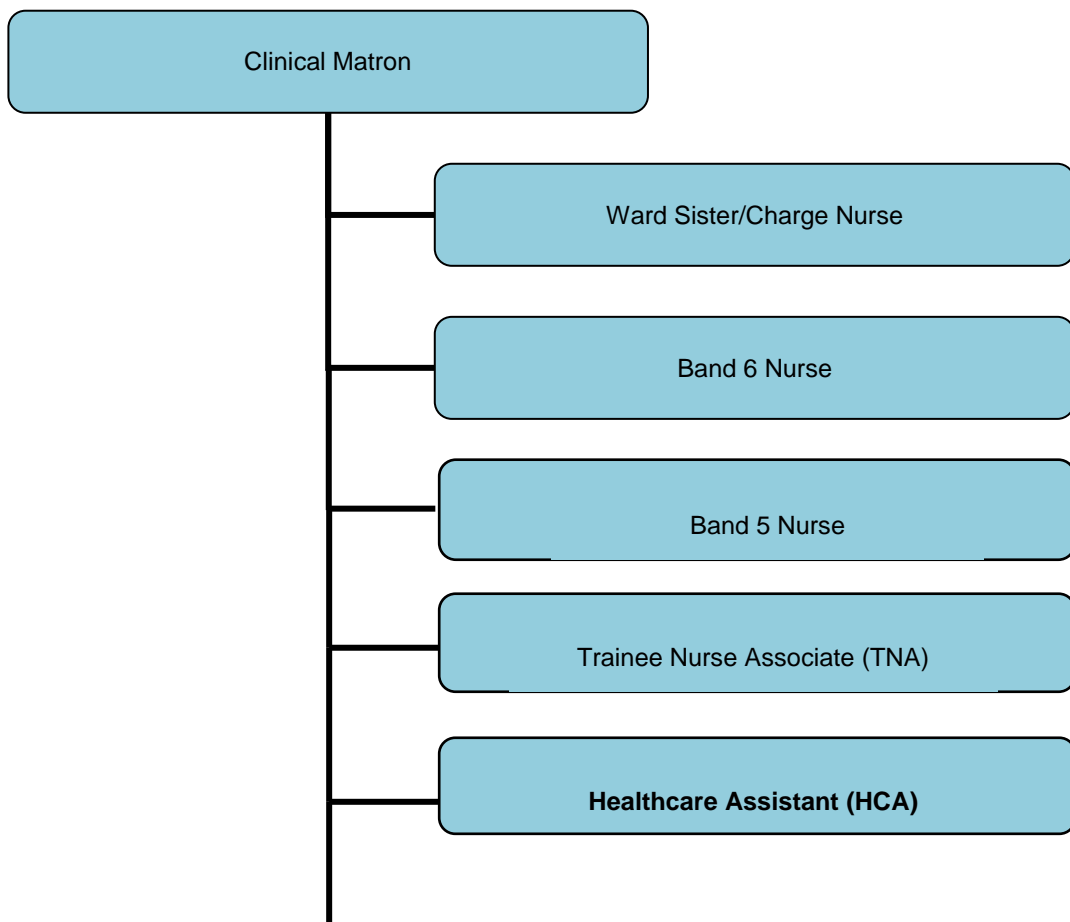 Clinical Matron
Ward Sister/Charge Nurse
Band 6 Nurse
Band 5 Nurse
Trainee Nurse Associate (TNA)
Healthcare Assistant (HCA)